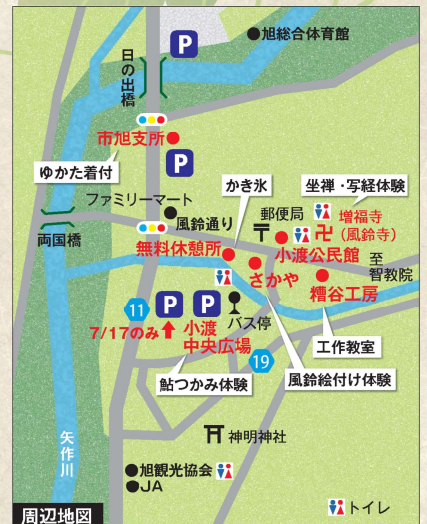 P
旭総合体育館
日の出橋
市旭支所
P
ゆかた着付
かき氷
坐禅・写経体験
ファミリーマート
風鈴通り
郵便局
増福寺
(風鈴寺)
両国橋
無料休憩所
小渡公民館
至
智教院
さかや
糟谷工房
11
P
P
バス停
7/17のみ
小渡
中央広場
工作教室
19
鮎つかみ体験
風鈴絵付け体験
矢作川
神明神社
旭観光協会
JA
周辺地図
トイレ